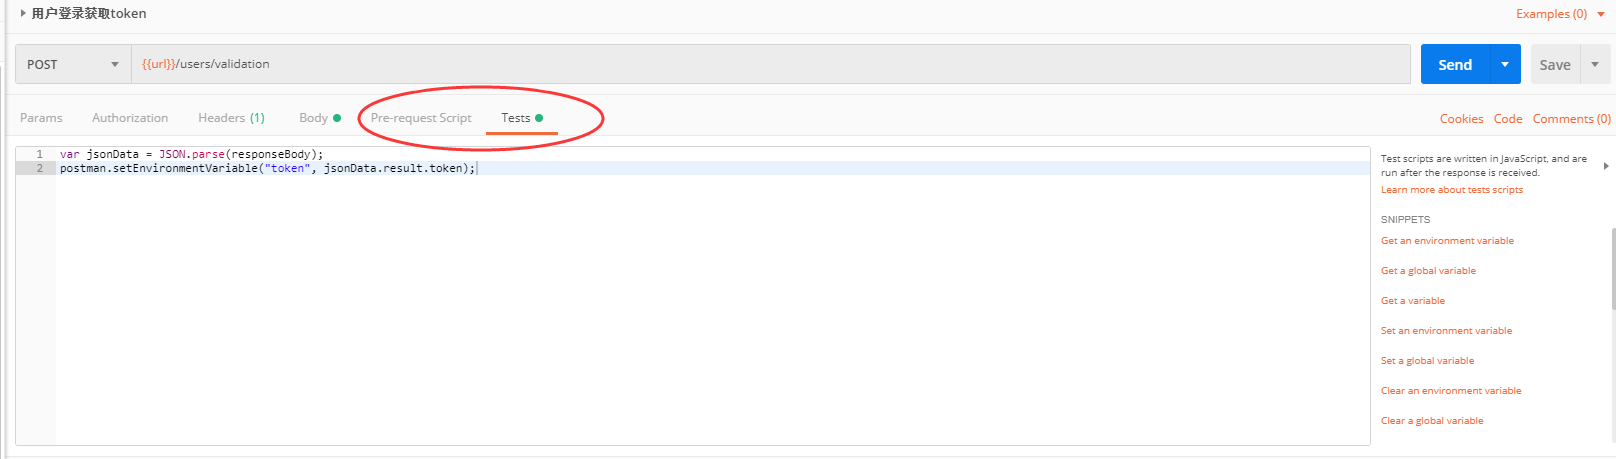 用户登录获取token
Examples (0)
POST
{{url}}/users/validation
Send
Save
Params
Authorization
Headers (1)
Body
Pre-request Script
Tests
Cookies
Code
Comments (0)
1 var jsonData = JSON.parse(responseBody);
2 postman.setEnvironmentVariable("token", jsonData.result.token);
Test scripts are written in JavaScript, and are
run after the response is received.
Learn more about tests scripts
SNIPPETS
Get an environment variable
Get a global variable
Get a variable
Set an environment variable
Set a global variable
Clear an environment variable
Clear a global variable